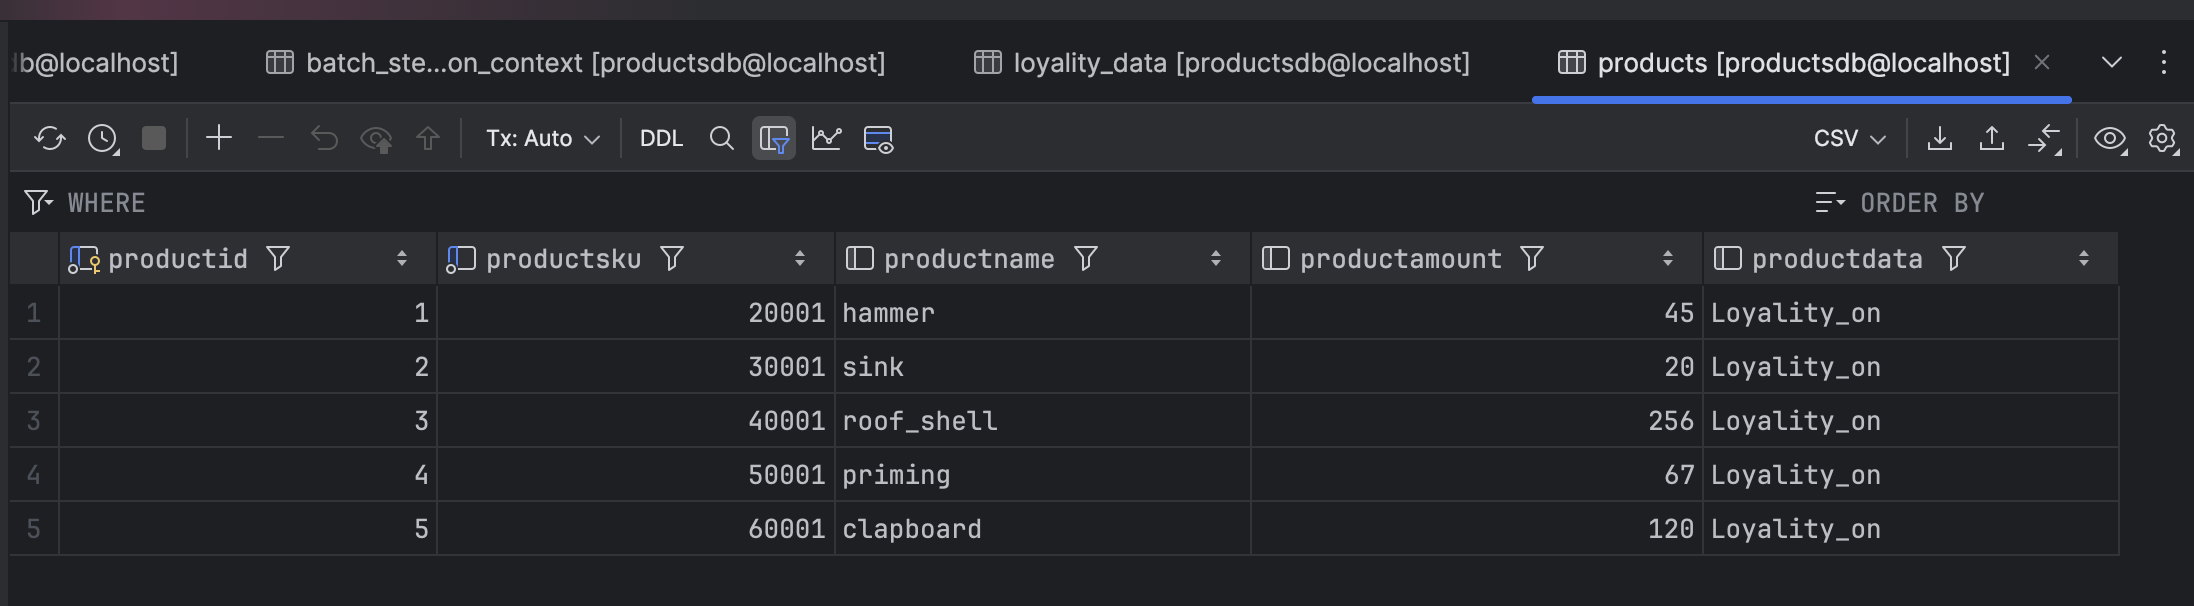 b@localhost] batch_ste...on_context [productsdb@localhost] loyality_data [productsdb@localhost] products [productsdb@localhost]
Tx: Auto DDL CSV
WHERE ORDER BY
productid productsku productname productamount productdata
1 1 20001 hammer 45 Loyality_on
2 2 30001 sink 20 Loyality_on
3 3 40001 roof_shell 256 Loyality_on
4 4 50001 priming 67 Loyality_on
5 5 60001 clapboard 120 Loyality_on